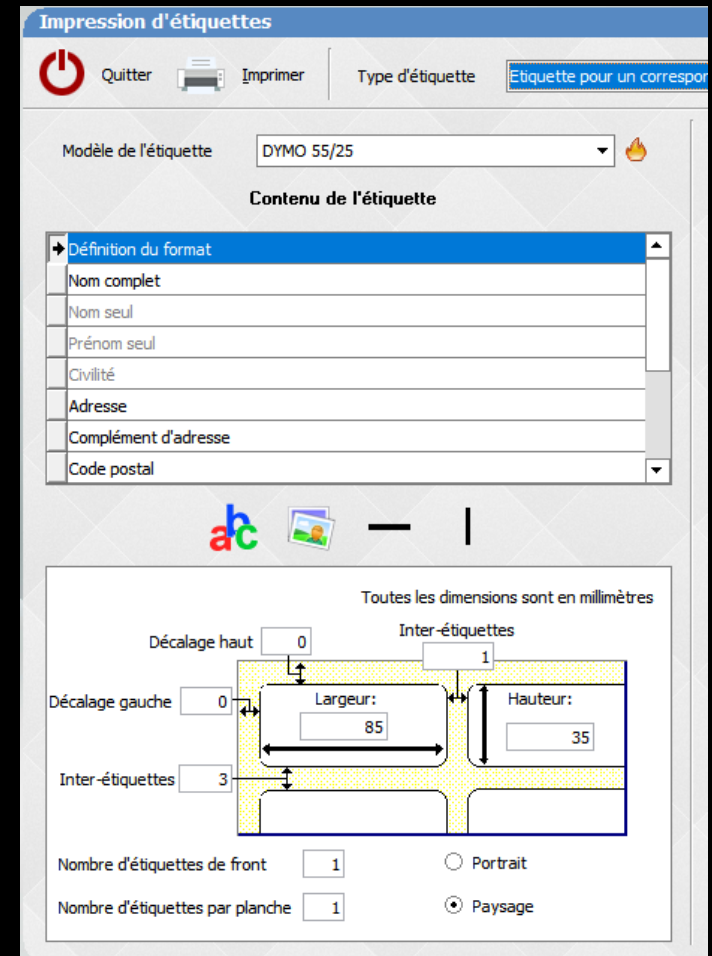 Impression d'étiquettes
Quitter Imprimer Type d'étiquette Etiquette pour un correspon
Modèle de l'étiquette DYMO 55/25
Contenu de l'étiquette
Définition du format
Nom complet
Nom seul
Prénom seul
Civilité
Adresse
Complément d'adresse
Code postal
abc
Toutes les dimensions sont en millimètres
Décalage haut 0 Inter-étiquettes
1
Décalage gauche 0 Largeur: Hauteur:
85 35
Inter-étiquettes 3
Nombre d'étiquettes de front 1 Portrait
Nombre d'étiquettes par planche 1 Paysage